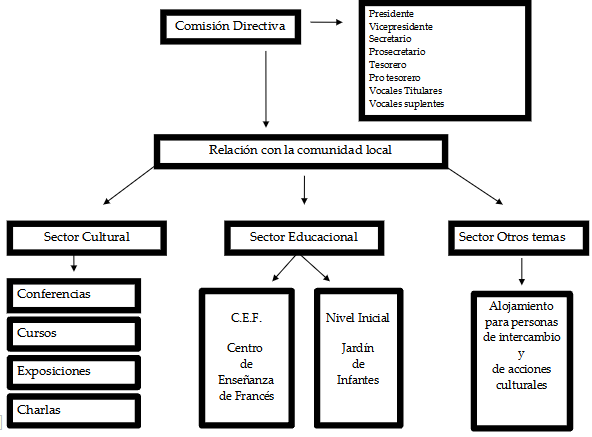 Comisión Directiva
Presidente
Vicepresidente
Secretario
Prosecretario
Tesorero
Pro tesorero
Vocales Titulares
Vocales suplentes
Relación con la comunidad local
Sector Cultural
Sector Educacional
Sector Otros temas
Conferencias
Cursos
Exposiciones
Charlas
C.E.F.
Centro
de
Enseñanza
de Francés
Nivel Inicial
Jardín
de
Infantes
Alojamiento
para personas
de intercambio
y
de acciones
culturales